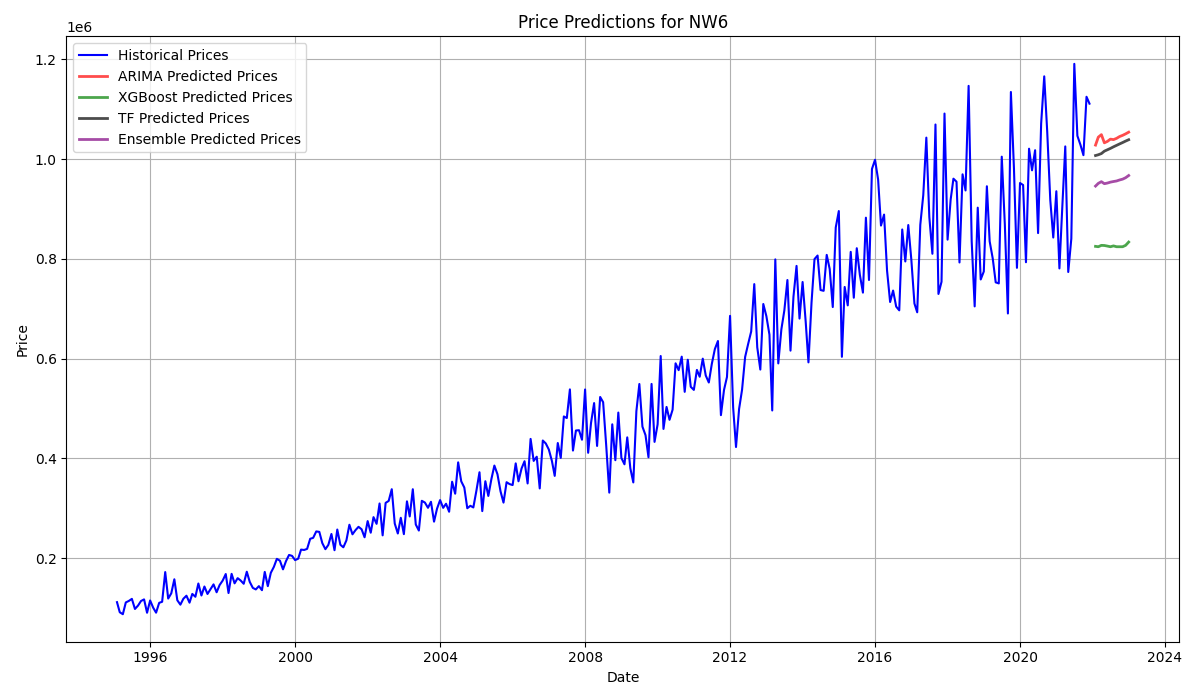 Price Predictions for NW6
1e6
Historical Prices
ARIMA Predicted Prices
XGBoost Predicted Prices
TF Predicted Prices
Ensemble Predicted Prices
1.2
1.0
0.8
0.6
0.4
0.2
Price
1996 2000 2004 2008 2012 2016 2020 2024
Date